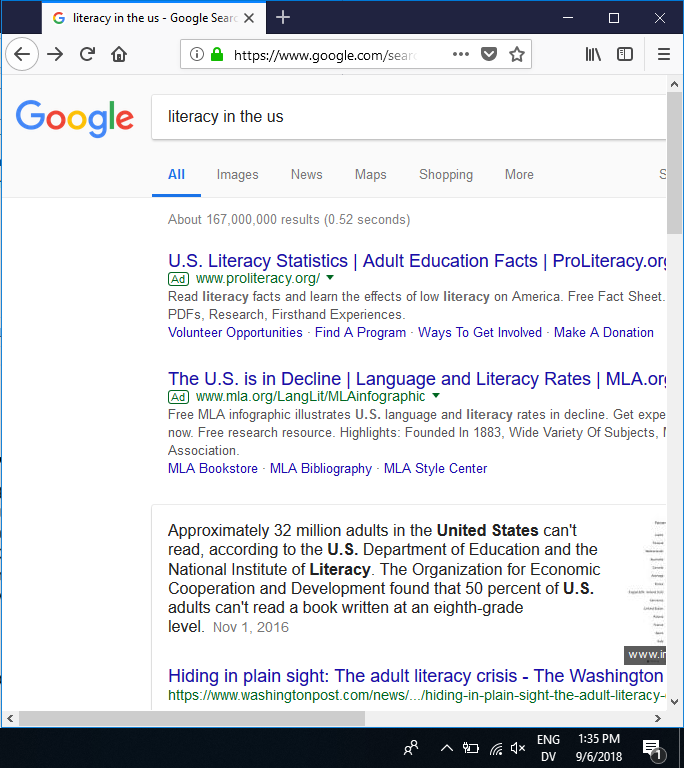 literacy in the us - Google Sear
https://www.google.com/sear
Google
literacy in the us
All Images News Maps Shopping More S
About 167,000,000 results (0.52 seconds)
U.S. Literacy Statistics | Adult Education Facts | ProLiteracy.org
Ad www.proliteracy.org/
Read literacy facts and learn the effects of low literacy on America. Free Fact Sheet.
PDFs, Research, Firsthand Experiences.
Volunteer Opportunities · Find A Program · Ways To Get Involved · Make A Donation
The U.S. is in Decline | Language and Literacy Rates | MLA.org
Ad www.mla.org/LangLit/MLAinfographic
Free MLA infographic illustrates U.S. language and literacy rates in decline. Get expe
now. Free research resource. Highlights: Founded In 1883, Wide Variety Of Subjects, M
Association.
MLA Bookstore · MLA Bibliography · MLA Style Center
Approximately 32 million adults in the United States can't
read, according to the U.S. Department of Education and the
National Institute of Literacy. The Organization for Economic
Cooperation and Development found that 50 percent of U.S.
adults can't read a book written at an eighth-grade
level. Nov 1, 2016
www.i
Hiding in plain sight: The adult literacy crisis - The Washington
https://www.washingtonpost.com/news/.../hiding-in-plain-sight-the-adult-literacy-
ENG
DV
1:35 PM
9/6/2018
1